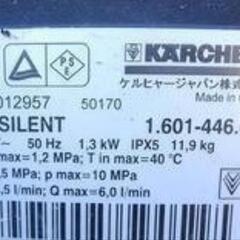 PS E
KÄRCHE
ケルヒャージャパン株式
Made in
012957 50170
SILENT 1.601-446.
50 Hz 1,3 kW IPX5 11,9 kg
max=1,2 MPa; T in max=40 °C
,5 MPa; p max=10 MPa
,5 l/min; Q max=6,0 l/min